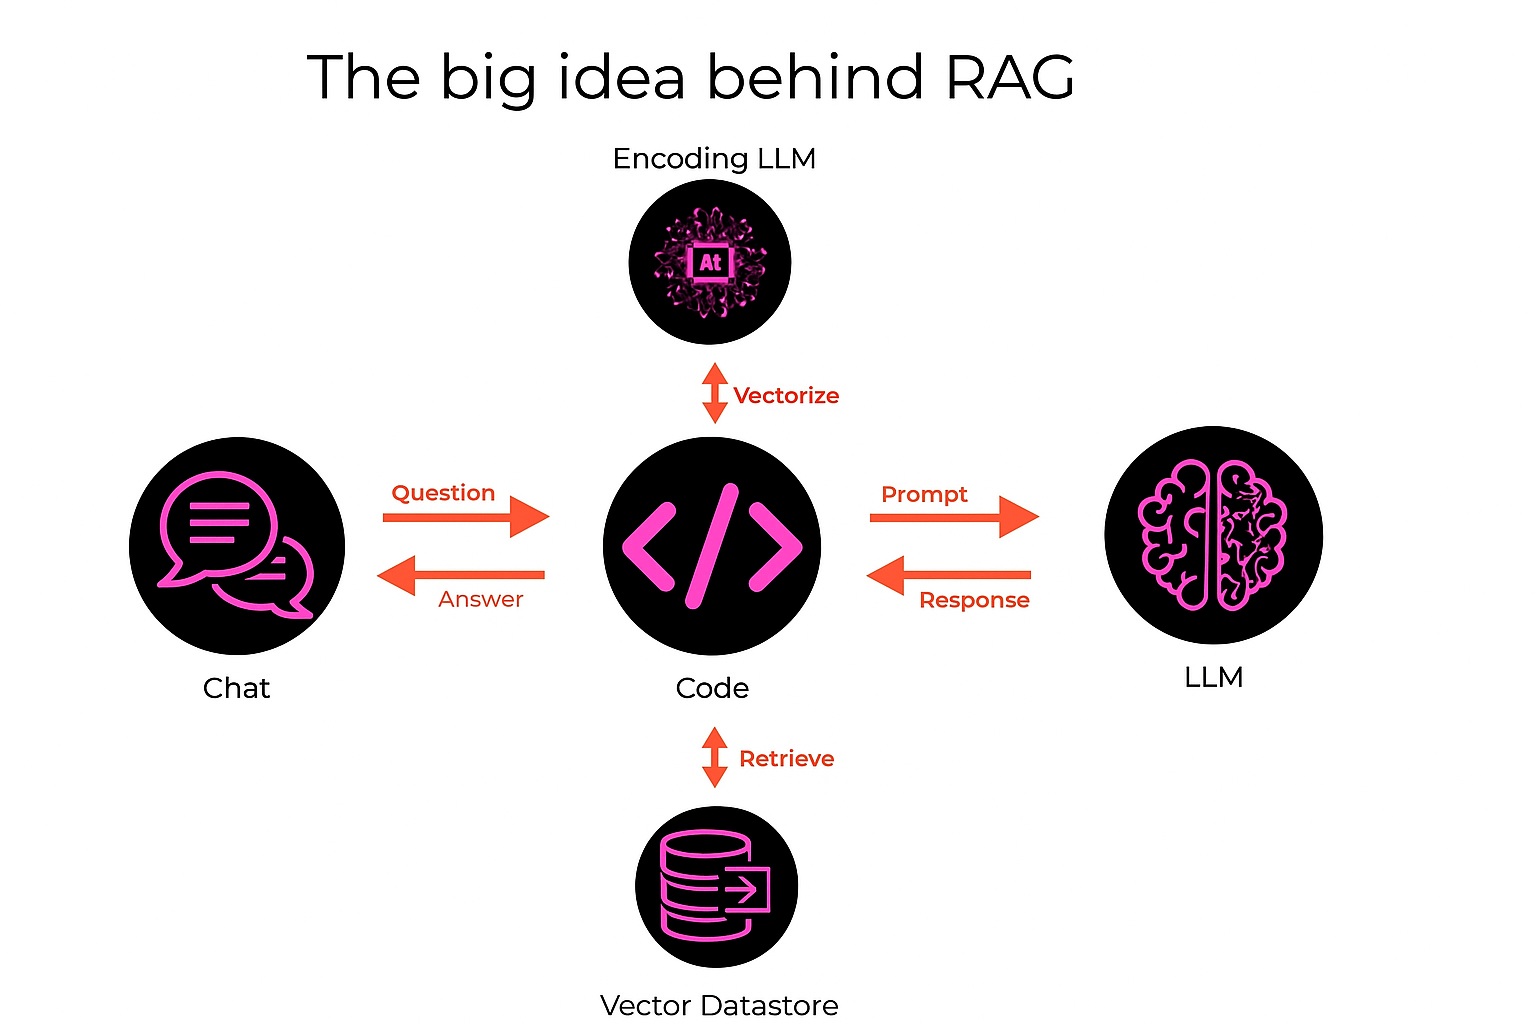 The big idea behind RAG
Encoding LLM
At
Vectorize
Question
Prompt
Answer
Response
Chat
Code
LLM
Retrieve
Vector Datastore